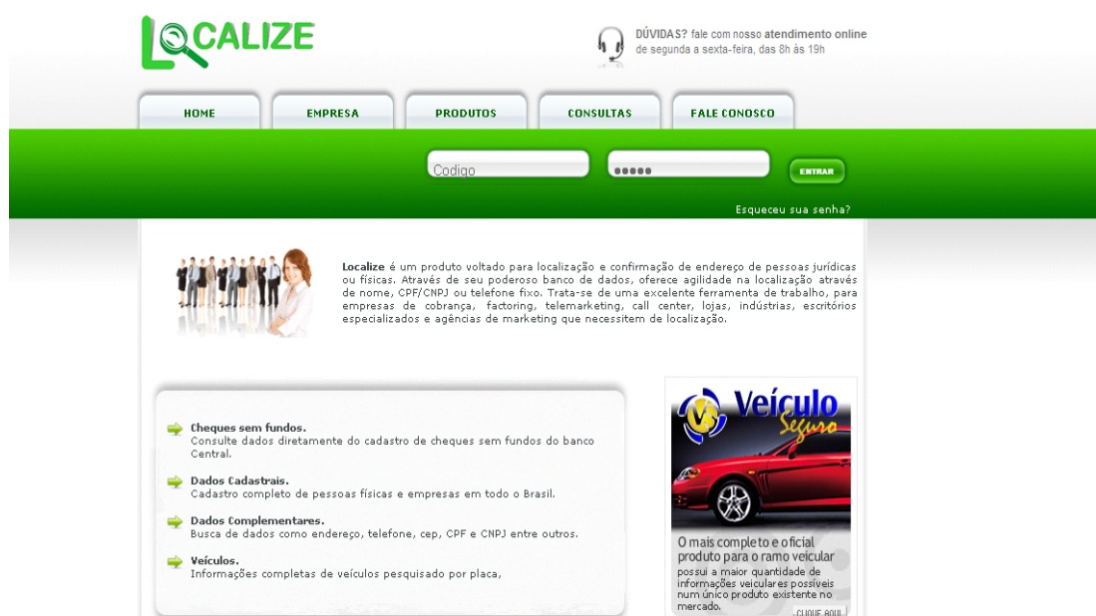 LOCALIZE
DÚVIDAS? fale com nosso atendimento online
de segunda a sexta-feira, das 8h às 19h
HOME EMPRESA PRODUTOS CONSULTAS FALE CONOSCO
Codigo ••••• ENTRAR
Esqueceu sua senha?
Localize é um produto voltado para localização e confirmação de endereço de pessoas jurídicas
ou físicas. Através de seu poderoso banco de dados, oferece agilidade na localização através
de nome, CPF/CNPJ ou telefone fixo. Trata-se de uma excelente ferramenta de trabalho, para
empresas de cobrança, factoring, telemarketing, call center, lojas, indústrias, escritórios
especializados e agências de marketing que necessitem de localização.
Cheques sem fundos.
Consulte dados diretamente do cadastro de cheques sem fundos do banco
Central.
Dados Cadastrais.
Cadastro completo de pessoas físicas e empresas em todo o Brasil.
Dados Complementares.
Busca de dados como endereço, telefone, cep, CPF e CNPJ entre outros.
Veículos.
Informações completas de veículos pesquisado por placa,
VS Veículo
Seguro
O mais completo e oficial
produto para o ramo veicular
possui a maior quantidade de
informações veiculares possíveis
num único produto existente no
mercado.
CLIQUE AQUI